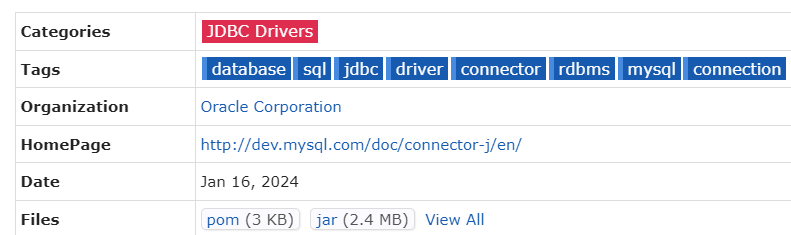 Categories JDBC Drivers
Tags database sql jdbc driver connector rdbms mysql connection
Organization Oracle Corporation
HomePage http://dev.mysql.com/doc/connector-j/en/
Date Jan 16, 2024
Files pom (3 KB) jar (2.4 MB) View All